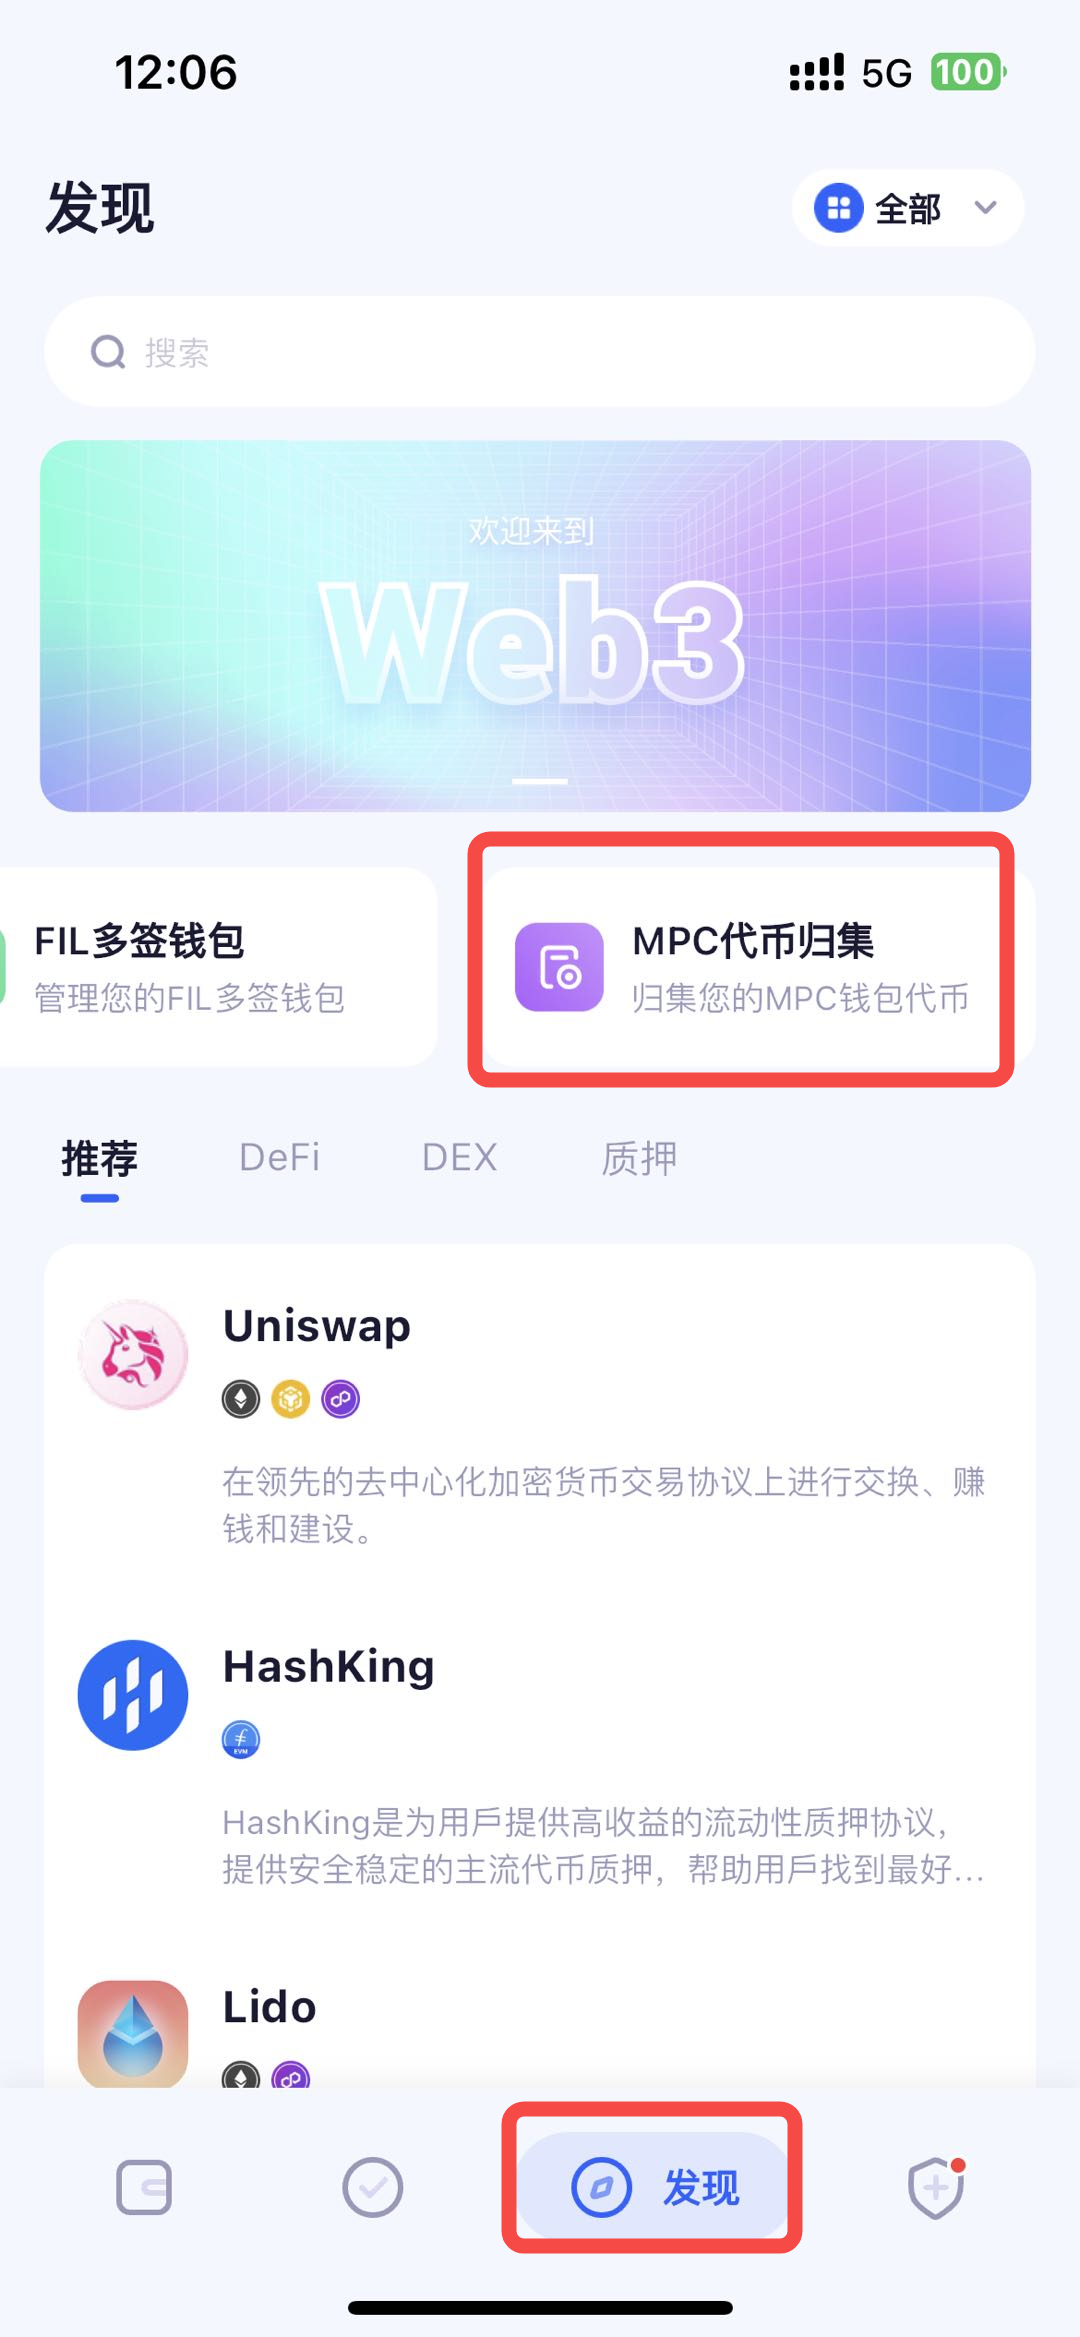 12:06
5G 100
发现
全部
搜索
欢迎来到
Web3
FIL多签钱包
管理您的FIL多签钱包
MPC代币归集
归集您的MPC钱包代币
推荐 DeFi DEX 质押
Uniswap
在领先的去中心化加密货币交易协议上进行交换、赚
钱和建设。
HashKing
EVM
HashKing是为用戶提供高收益的流动性质押协议，
提供安全稳定的主流代币质押，帮助用戶找到最好...
Lido
发现